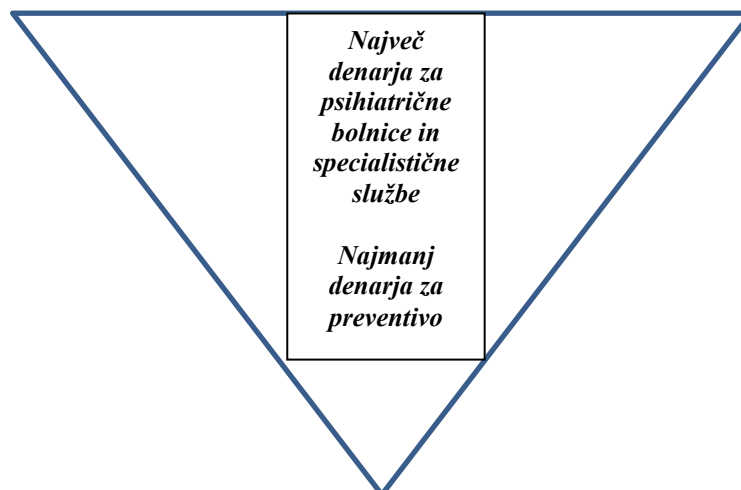 Največ
denarja za
psihiatrične
bolnice in
specialistične
službe
Najmanj
denarja za
preventivo